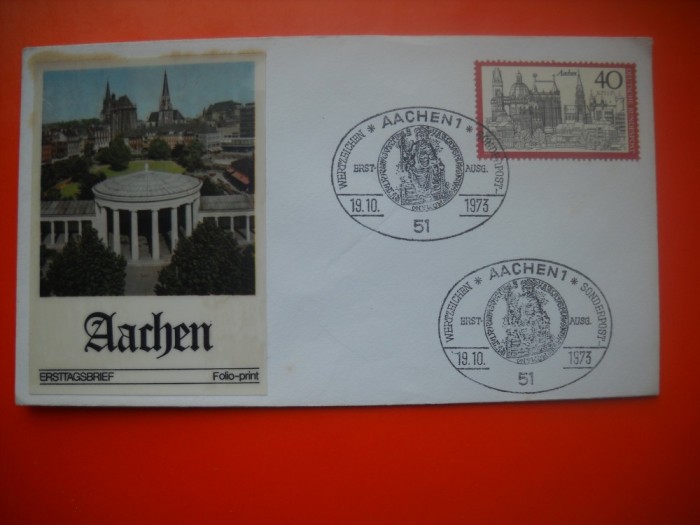 Aachen
ERSTTAGSBRIEF Folio-print
Aachen 40
WERTZEICHEN * AACHEN 1 * SONDERPOST-
ERST- AUSG.
19.10. 1973
51
WERTZEICHEN * AACHEN 1 * SONDERPOST-
ERST- AUSG.
19.10. 1973
51